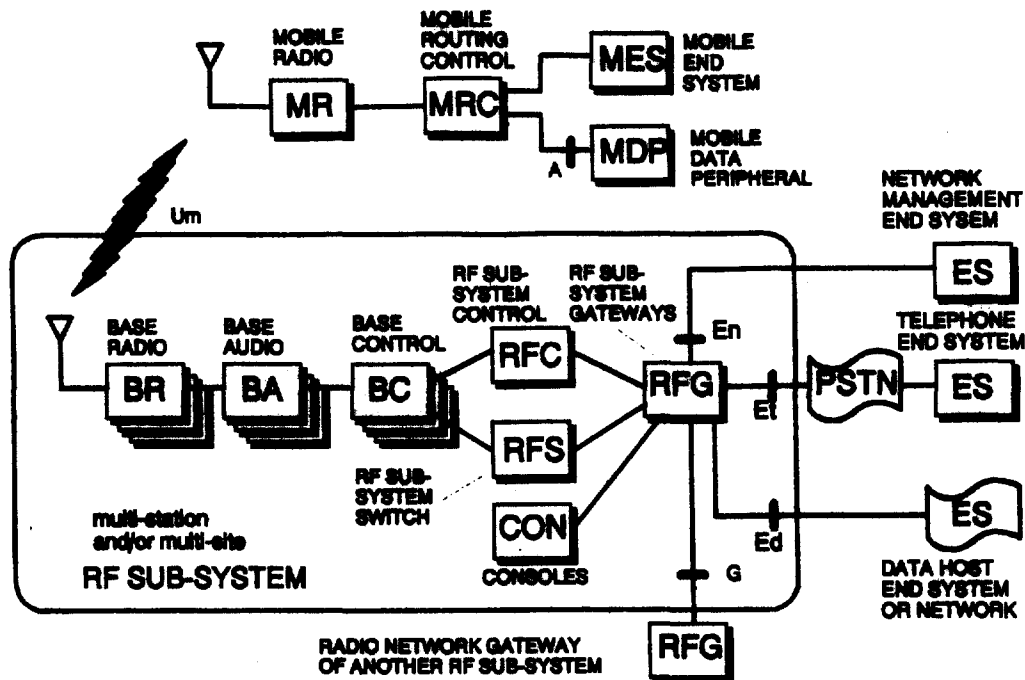 MOBILE
RADIO
MR
MOBILE
ROUTING
CONTROL
MRC
MES
MOBILE
END
SYSTEM
MDP
MOBILE
DATA
PERIPHERAL
A
Um
NETWORK
MANAGEMENT
END SYSEM
ES
RF SUB-
SYSTEM
CONTROL
RFC
RF SUB-
SYSTEM
GATEWAYS
En
RFG
Et
PSTN
TELEPHONE
END SYSTEM
ES
BASE
RADIO
BR
BASE
AUDIO
BA
BASE
CONTROL
BC
RFS
RF SUB-
SYSTEM
SWITCH
CON
CONSOLES
Ed
ES
DATA HOST
END SYSTEM
OR NETWORK
G
multi-station
and/or multi-site
RF SUB-SYSTEM
RADIO NETWORK GATEWAY
OF ANOTHER RF SUB-SYSTEM
RFG